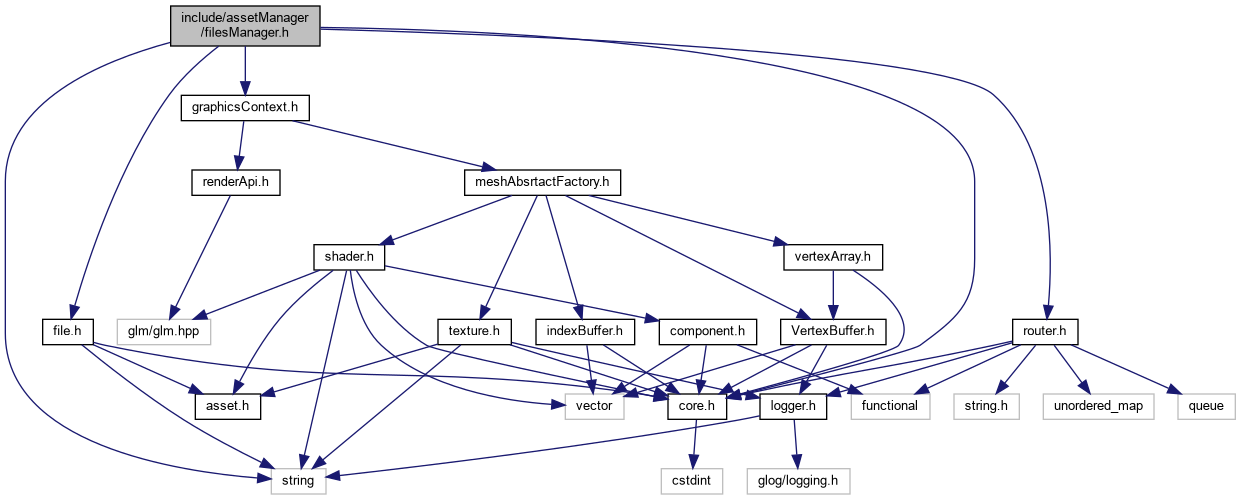 include/assetManager
/filesManager.h
graphicsContext.h
renderApi.h
meshAbsrtactFactory.h
shader.h
vertexArray.h
file.h
glm/glm.hpp
texture.h
indexBuffer.h
component.h
VertexBuffer.h
router.h
asset.h
vector
core.h
logger.h
functional
string.h
unordered_map
queue
string
cstdint
glog/logging.h